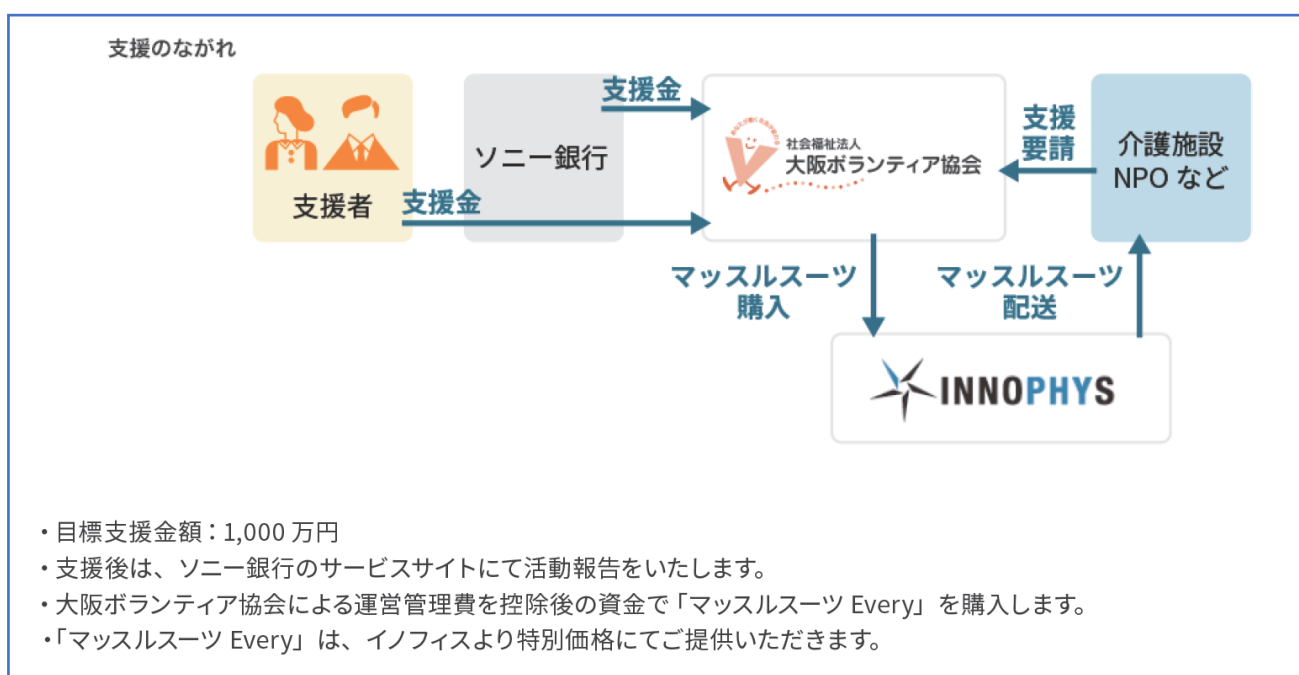 支援のながれ
支援者
支援金
ソニー銀行
支援金
社会福祉法人
大阪ボランティア協会
支援
要請
介護施設
NPO など
マッスルスーツ
購入
マッスルスーツ
配送
INNOPHYS
・目標支援金額：1,000 万円
・支援後は、ソニー銀行のサービスサイトにて活動報告をいたします。
・大阪ボランティア協会による運営管理費を控除後の資金で「マッスルスーツ Every」を購入します。
・「マッスルスーツ Every」は、イノフィスより特別価格にてご提供いただきます。